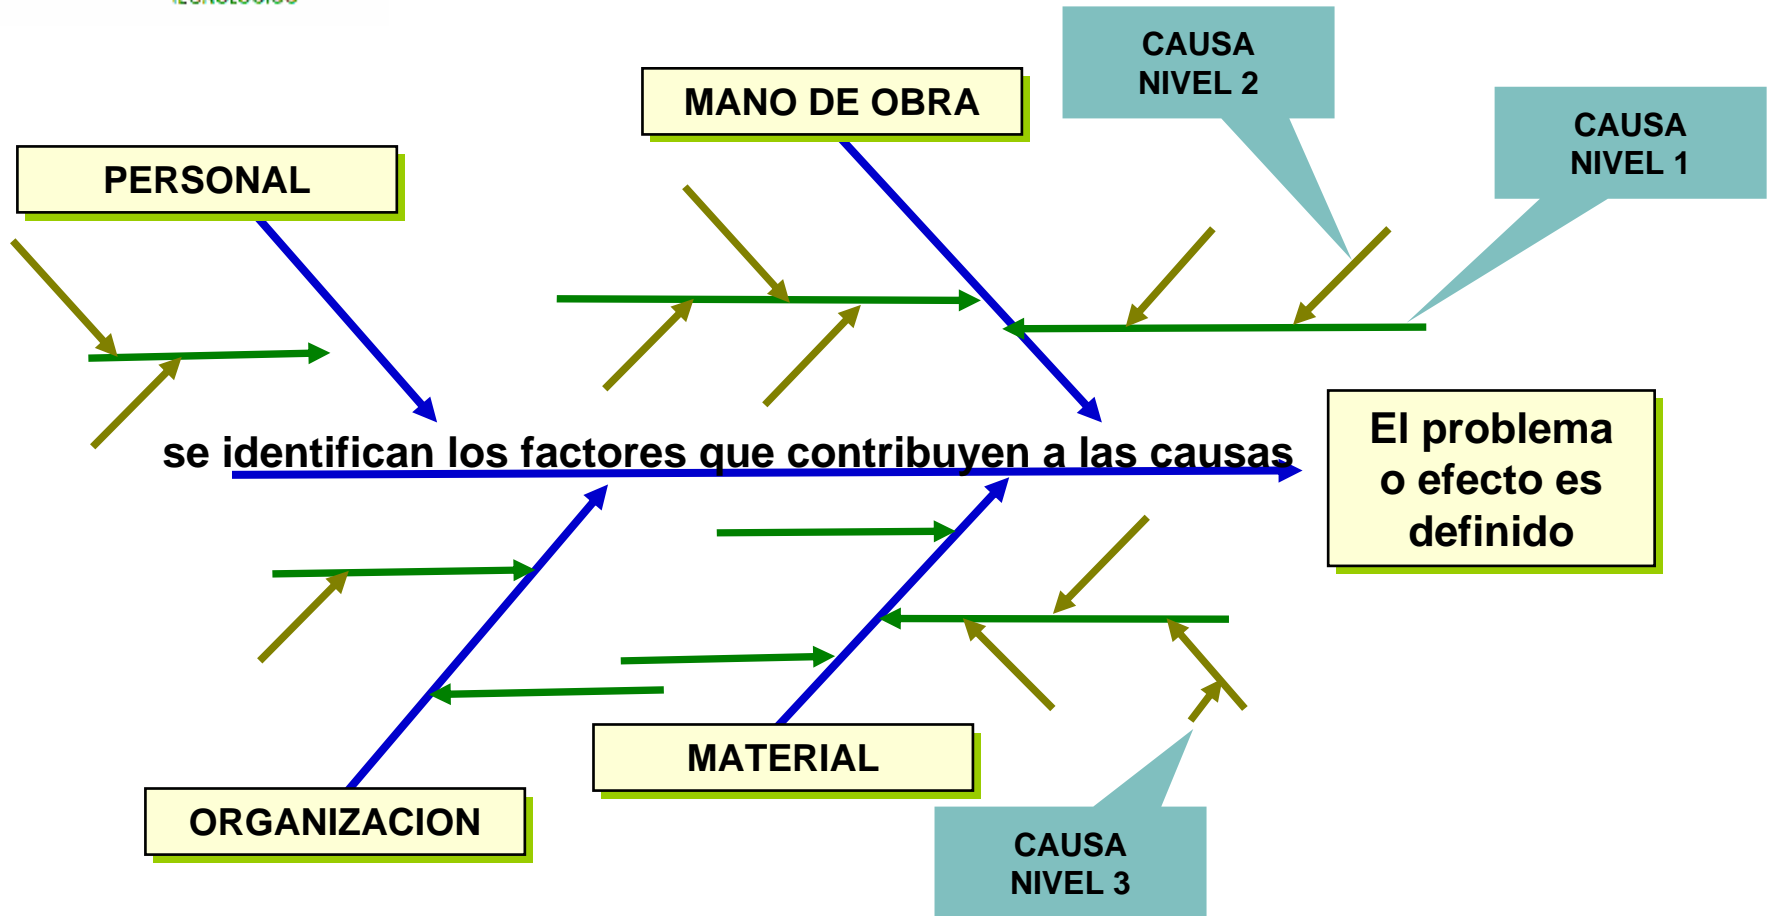 CAUSA
NIVEL 2
MANO DE OBRA
CAUSA
NIVEL 1
PERSONAL
se identifican los factores que contribuyen a las causas
El problema
o efecto es
definido
MATERIAL
ORGANIZACION
CAUSA
NIVEL 3